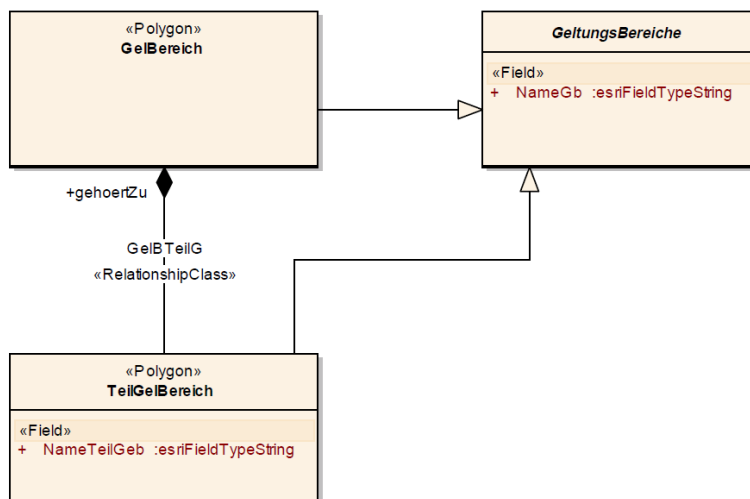 «Polygon»
GelBereich
GeltungsBereiche
«Field»
+ NameGb :esriFieldTypeString
+gehoertZu
GelBTeilG
«RelationshipClass»
«Polygon»
TeilGelBereich
«Field»
+ NameTeilGeb :esriFieldTypeString